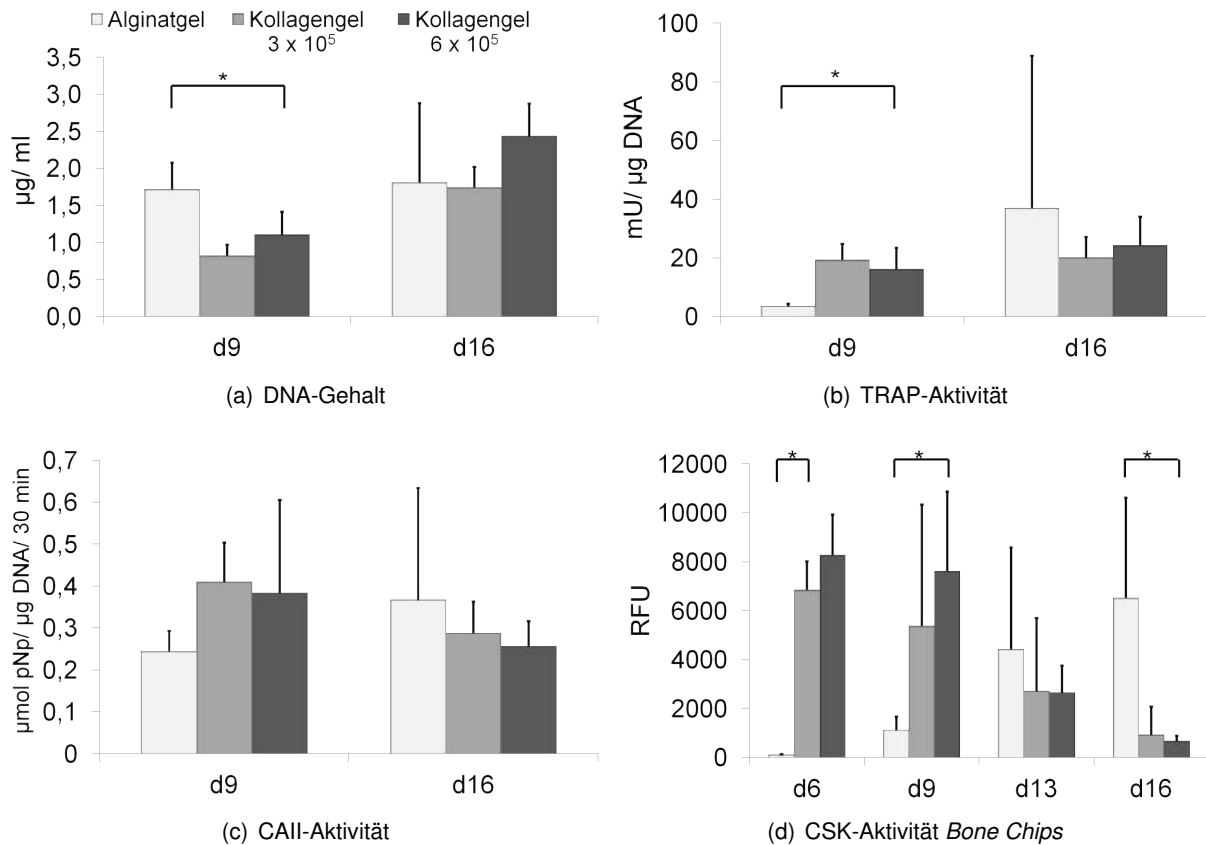 Alginatgel Kollagengel Kollagengel
3 x 10⁵ 6 x 10⁵
3,5
3,0
2,5
2,0
1,5
1,0
0,5
0,0
µg/ ml
*
d9 d16
(a) DNA-Gehalt
100
80
60
40
20
0
mU/ µg DNA
*
d9 d16
(b) TRAP-Aktivität
0,7
0,6
0,5
0,4
0,3
0,2
0,1
0
µmol pNp/ µg DNA/ 30 min
d9 d16
(c) CAII-Aktivität
12000
10000
8000
6000
4000
2000
0
RFU
* * *
d6 d9 d13 d16
(d) CSK-Aktivität Bone Chips